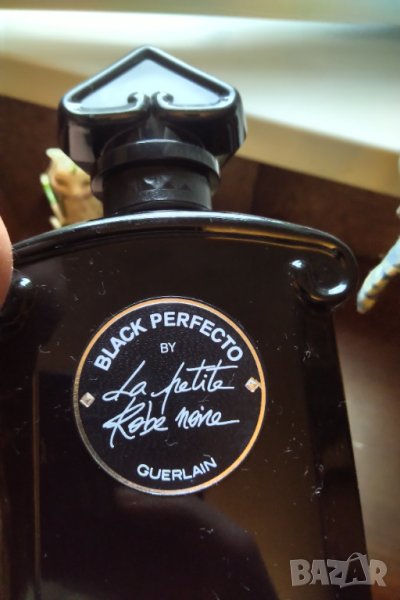 BLACK PERFECTO
BY
La petite
Robe noire
GUERLAIN
BAZAR